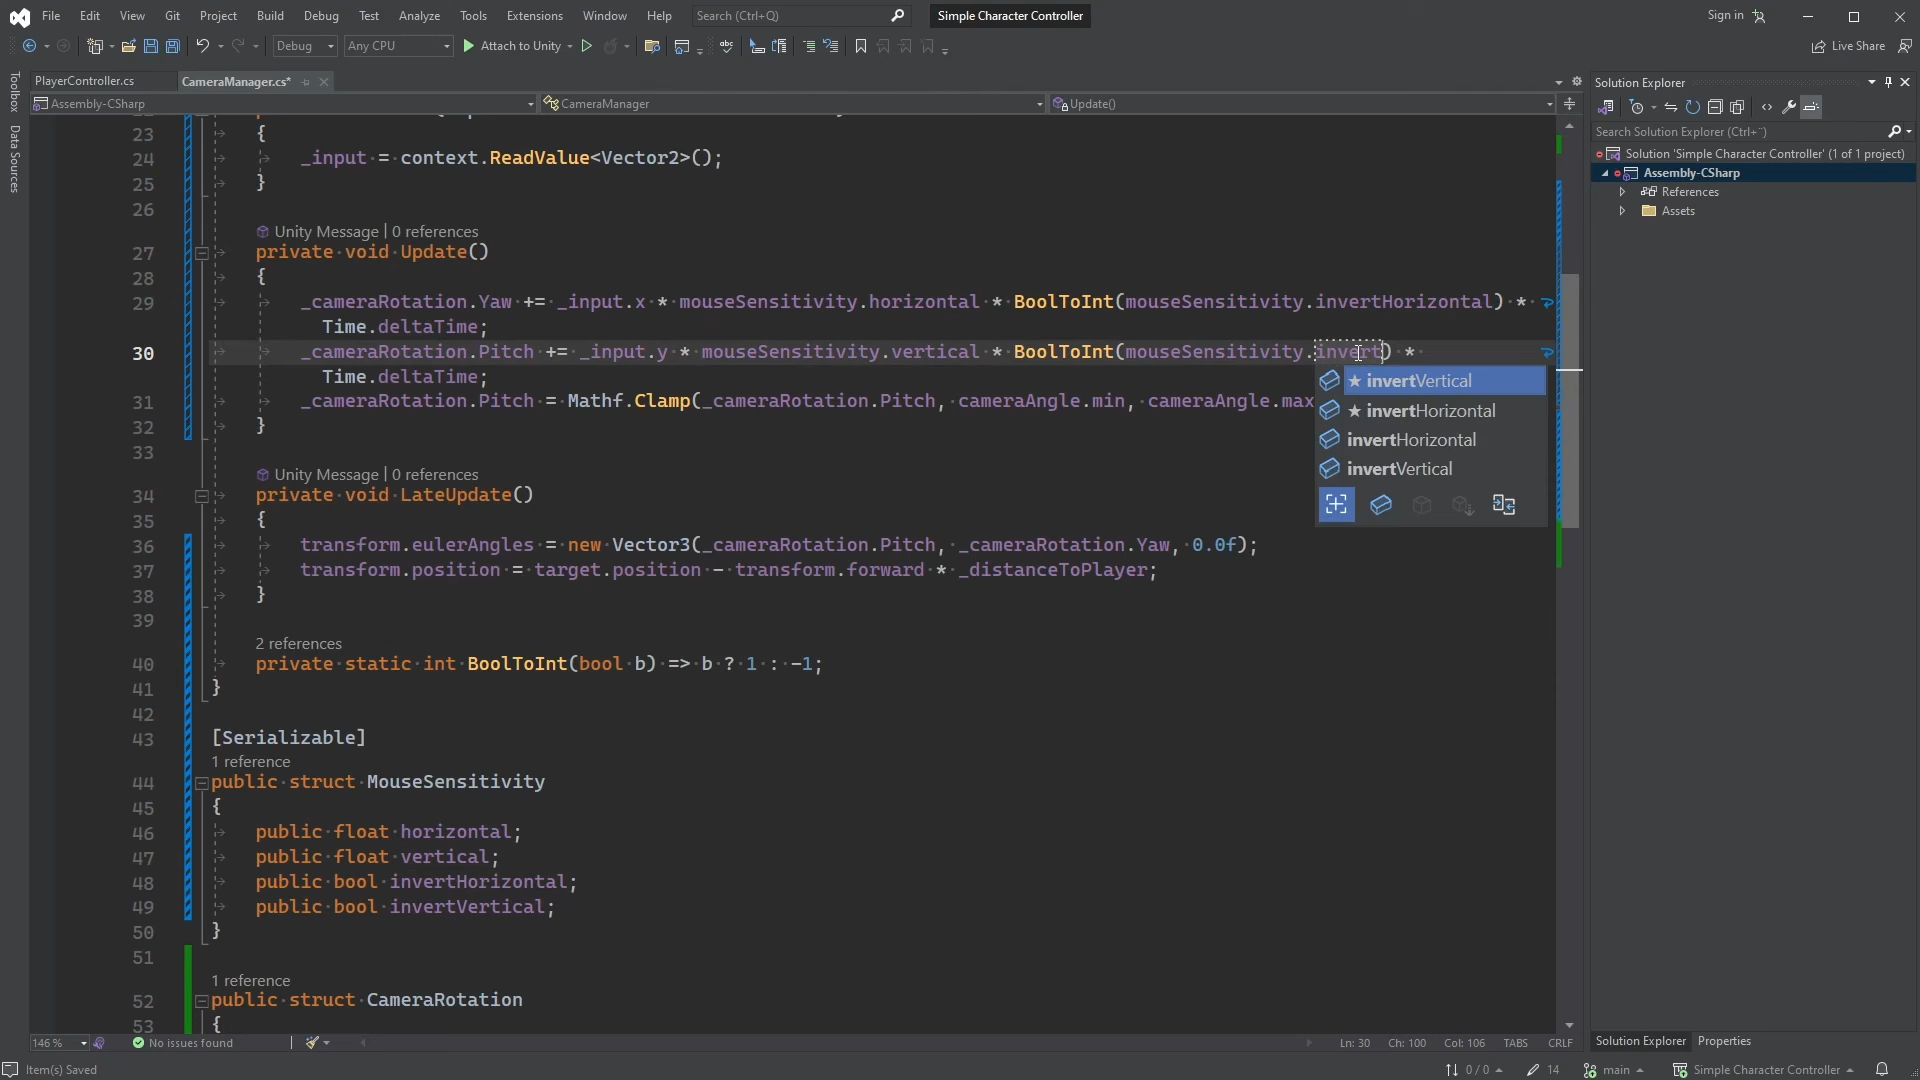 File Edit View Git Project Build Debug Test Analyze Tools Extensions Window Help Search (Ctrl+Q) Simple Character Controller Sign in
Debug Any CPU Attach to Unity Live Share
Toolbox
Data Sources
PlayerController.cs CameraManager.cs*
Assembly-CSharp CameraManager Update()
23 {
24 _input = context.ReadValue<Vector2>();
25 }
26
Unity Message | 0 references
27 private void Update()
28 {
29 _cameraRotation.Yaw += _input.x * mouseSensitivity.horizontal * BoolToInt(mouseSensitivity.invertHorizontal) *
Time.deltaTime;
30 _cameraRotation.Pitch += _input.y * mouseSensitivity.vertical * BoolToInt(mouseSensitivity.invert) *
Time.deltaTime;
31 _cameraRotation.Pitch = Mathf.Clamp(_cameraRotation.Pitch, cameraAngle.min, cameraAngle.max
32 }
33
★ invertVertical
★ invertHorizontal
invertHorizontal
invertVertical
Unity Message | 0 references
34 private void LateUpdate()
35 {
36 transform.eulerAngles = new Vector3(_cameraRotation.Pitch, _cameraRotation.Yaw, 0.0f);
37 transform.position = target.position - transform.forward * _distanceToPlayer;
38 }
39
2 references
40 private static int BoolToInt(bool b) => b ? 1 : -1;
41 }
42
43 [Serializable]
1 reference
44 public struct MouseSensitivity
45 {
46 public float horizontal;
47 public float vertical;
48 public bool invertHorizontal;
49 public bool invertVertical;
50 }
51
1 reference
52 public struct CameraRotation
53 {
146 % No issues found Ln: 30 Ch: 100 Col: 106 TABS CRLF
Solution Explorer
Search Solution Explorer (Ctrl+¨)
Solution 'Simple Character Controller' (1 of 1 project)
Assembly-CSharp
References
Assets
Solution Explorer Properties
Item(s) Saved 0 / 0 14 main Simple Character Controller